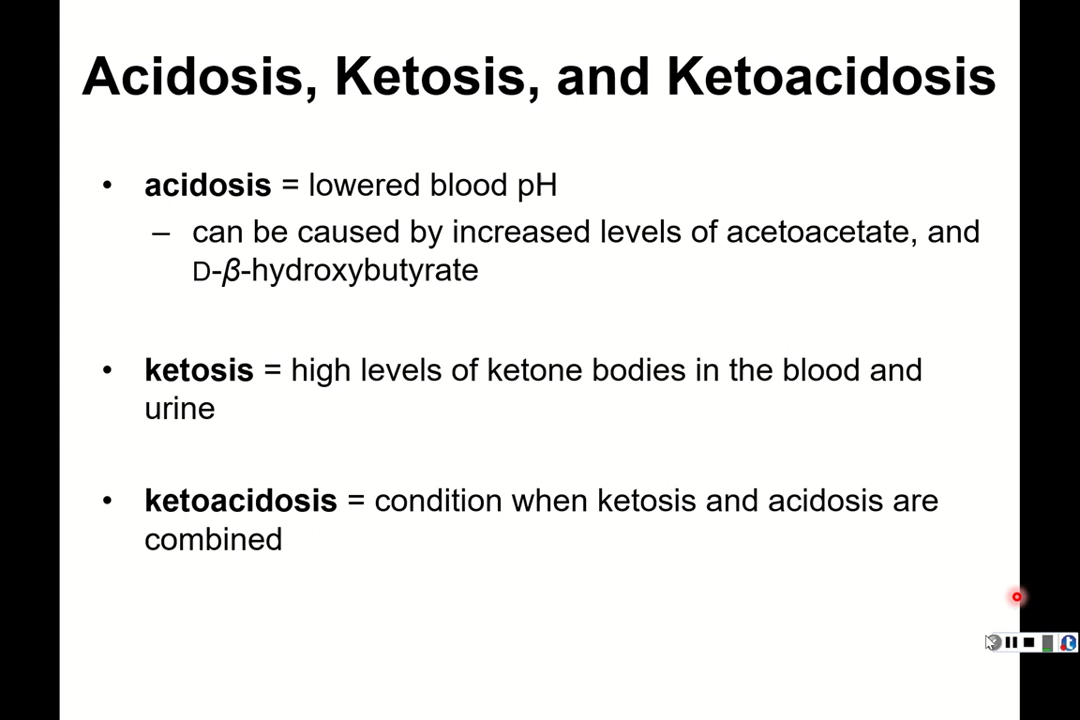 Acidosis, Ketosis, and Ketoacidosis
• acidosis = lowered blood pH
– can be caused by increased levels of acetoacetate, and
D-β-hydroxybutyrate
• ketosis = high levels of ketone bodies in the blood and
urine
• ketoacidosis = condition when ketosis and acidosis are
combined